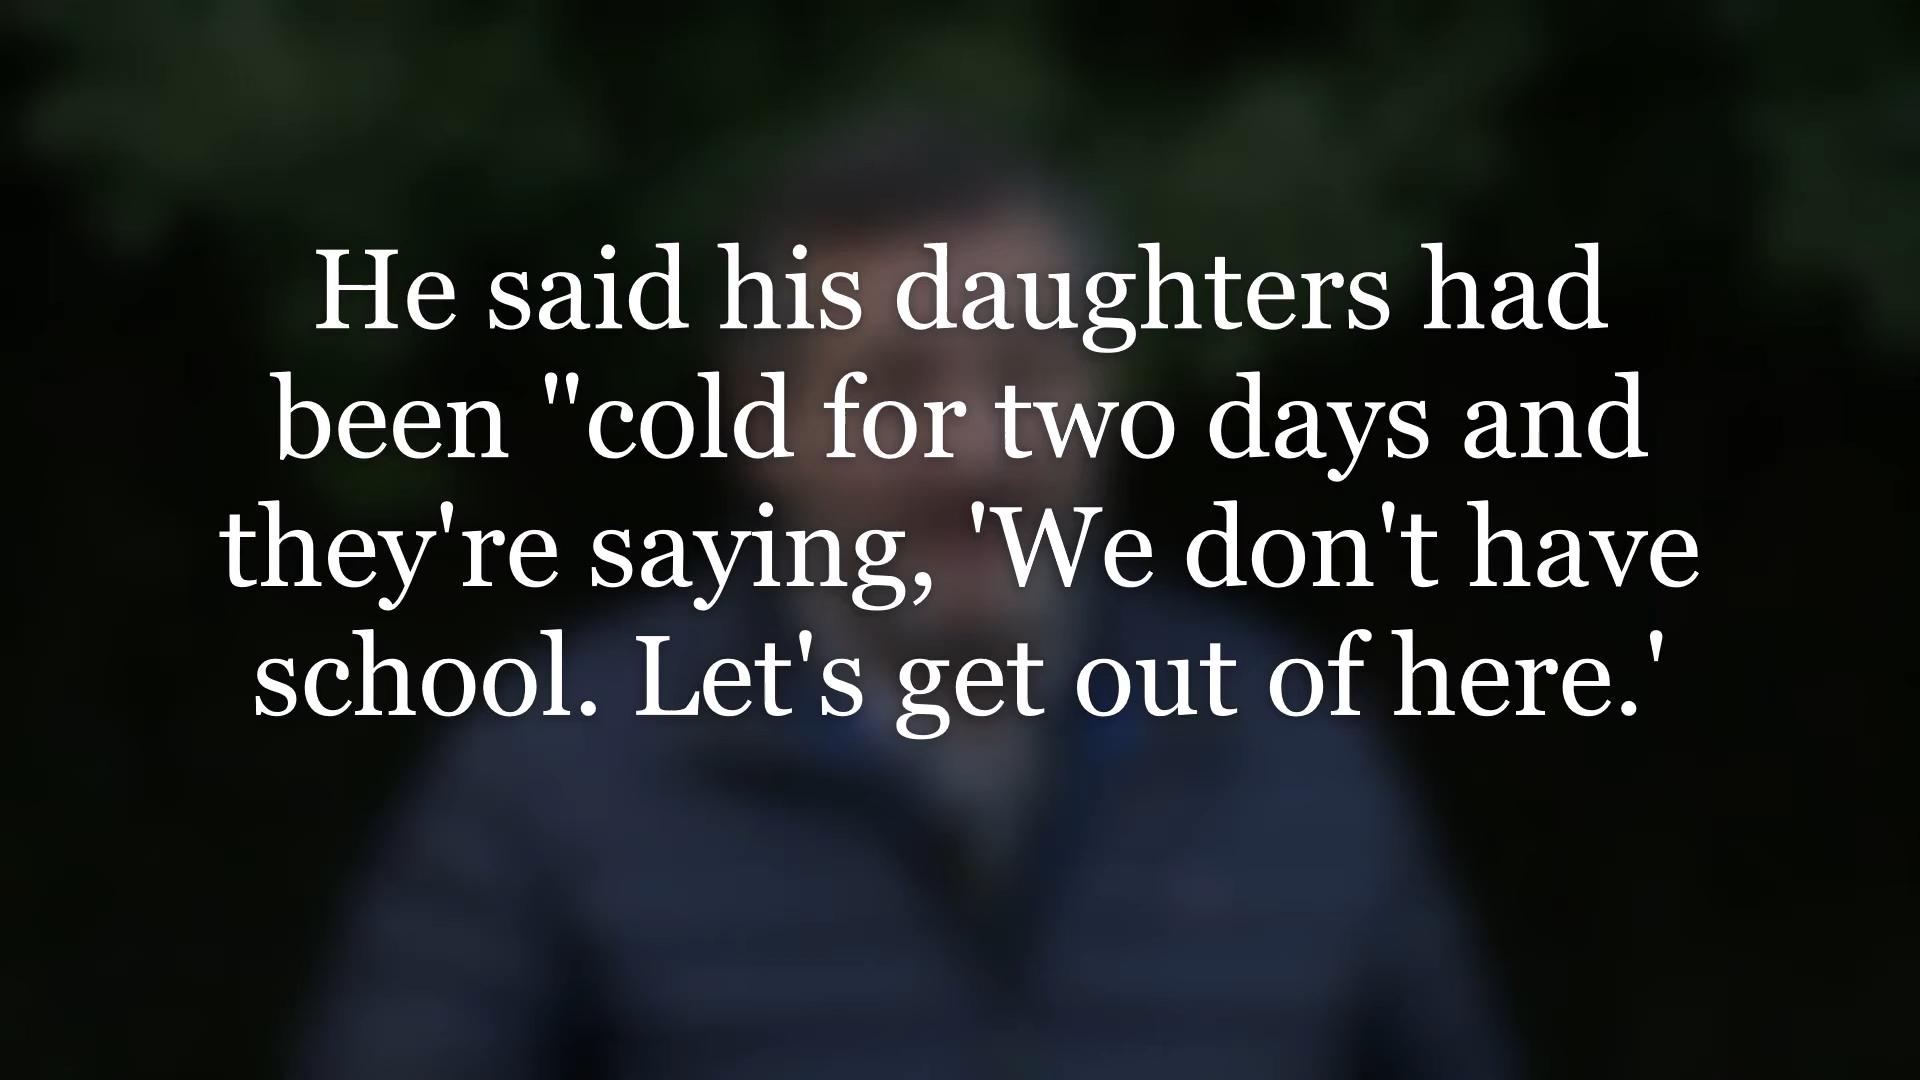 He said his daughters had
been "cold for two days and
they're saying, 'We don't have
school. Let's get out of here.'